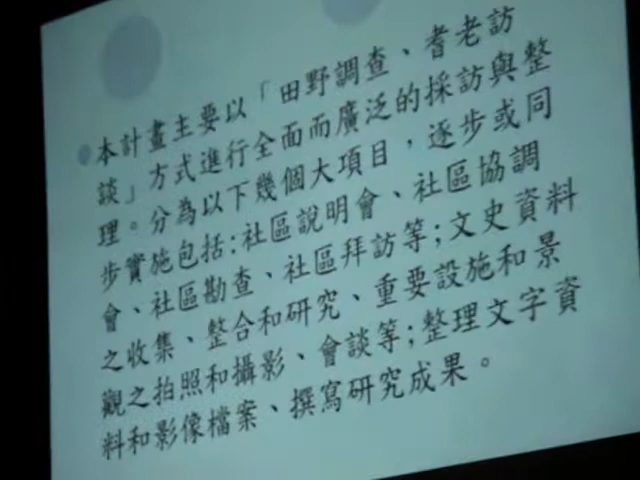 本計畫主要以「田野調查、耆老訪
談」方式進行全面而廣泛的採訪與整
理。分為以下幾個大項目，逐步或同
步實施包括:社區說明會、社區協調
會、社區勘查、社區拜訪等;文史資料
之收集、整合和研究、重要設施和景
觀之拍照和攝影、會談等;整理文字資
料和影像檔案、撰寫研究成果。